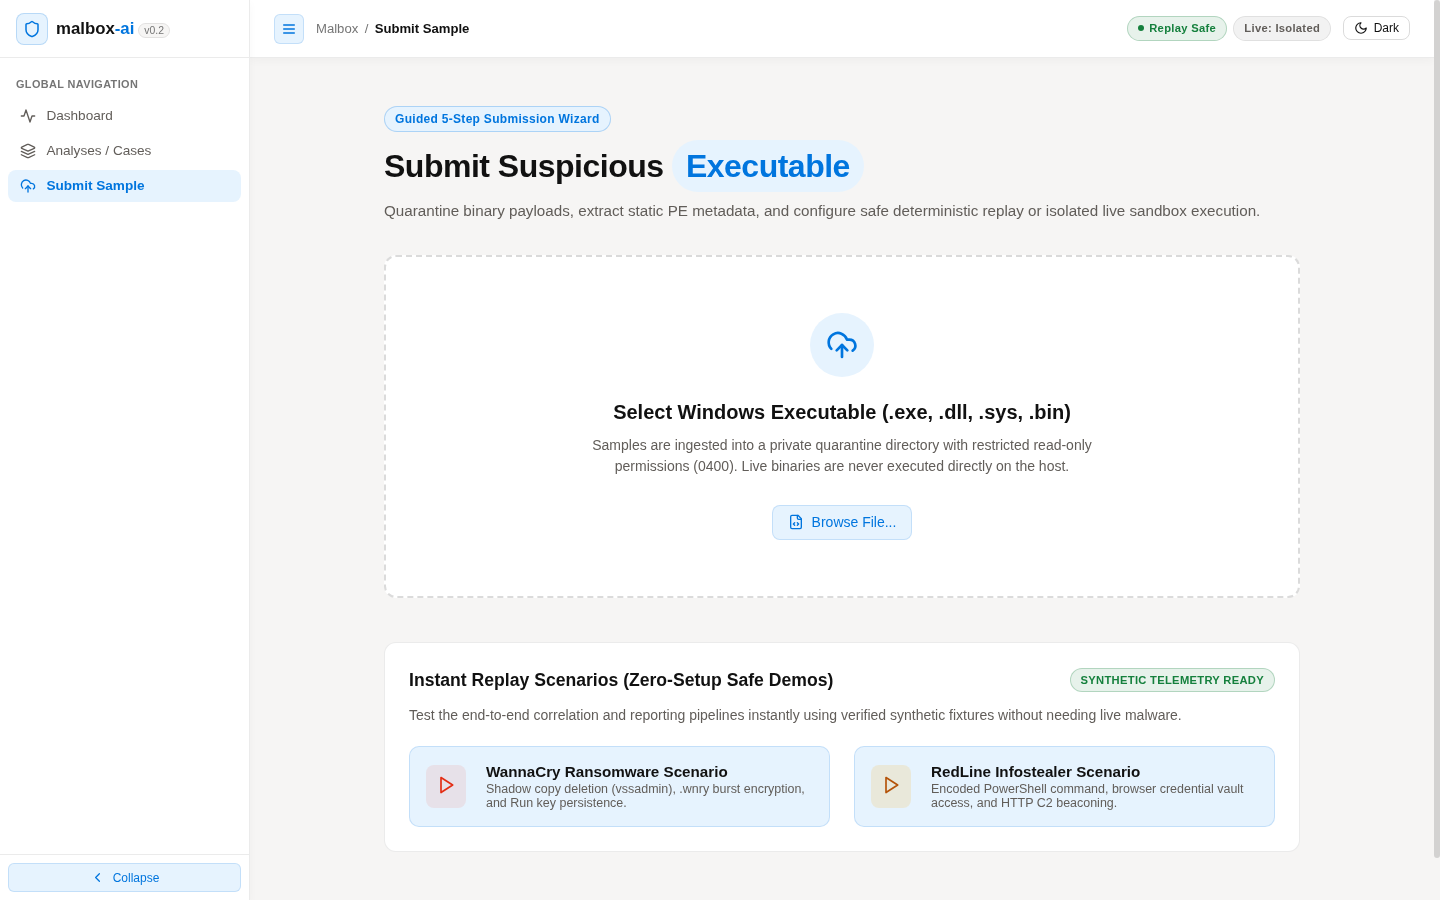 malbox-ai v0.2
Malbox / Submit Sample
Replay Safe
Live: Isolated
Dark
GLOBAL NAVIGATION
Dashboard
Analyses / Cases
Submit Sample
Collapse
Guided 5-Step Submission Wizard
Submit Suspicious Executable
Quarantine binary payloads, extract static PE metadata, and configure safe deterministic replay or isolated live sandbox execution.
Select Windows Executable (.exe, .dll, .sys, .bin)
Samples are ingested into a private quarantine directory with restricted read-only
permissions (0400). Live binaries are never executed directly on the host.
Browse File...
Instant Replay Scenarios (Zero-Setup Safe Demos)
SYNTHETIC TELEMETRY READY
Test the end-to-end correlation and reporting pipelines instantly using verified synthetic fixtures without needing live malware.
WannaCry Ransomware Scenario
Shadow copy deletion (vssadmin), .wnry burst encryption,
and Run key persistence.
RedLine Infostealer Scenario
Encoded PowerShell command, browser credential vault
access, and HTTP C2 beaconing.